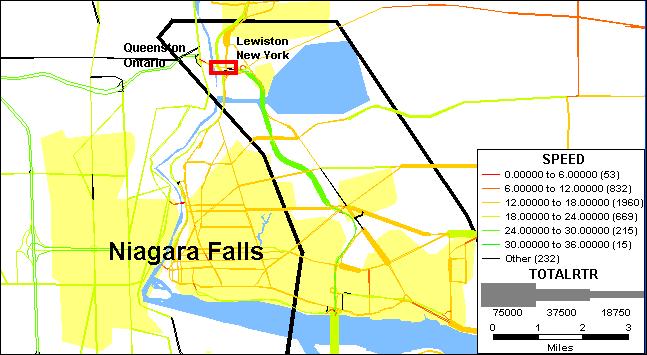 Queenston
Ontario
Lewiston
New York
Niagara Falls
SPEED
0.00000 to 6.00000 (53)
6.00000 to 12.00000 (832)
12.00000 to 18.00000 (1960)
18.00000 to 24.00000 (669)
24.00000 to 30.00000 (215)
30.00000 to 36.00000 (15)
Other (232)
TOTALRTR
75000 37500 18750
0 1 2 3
Miles